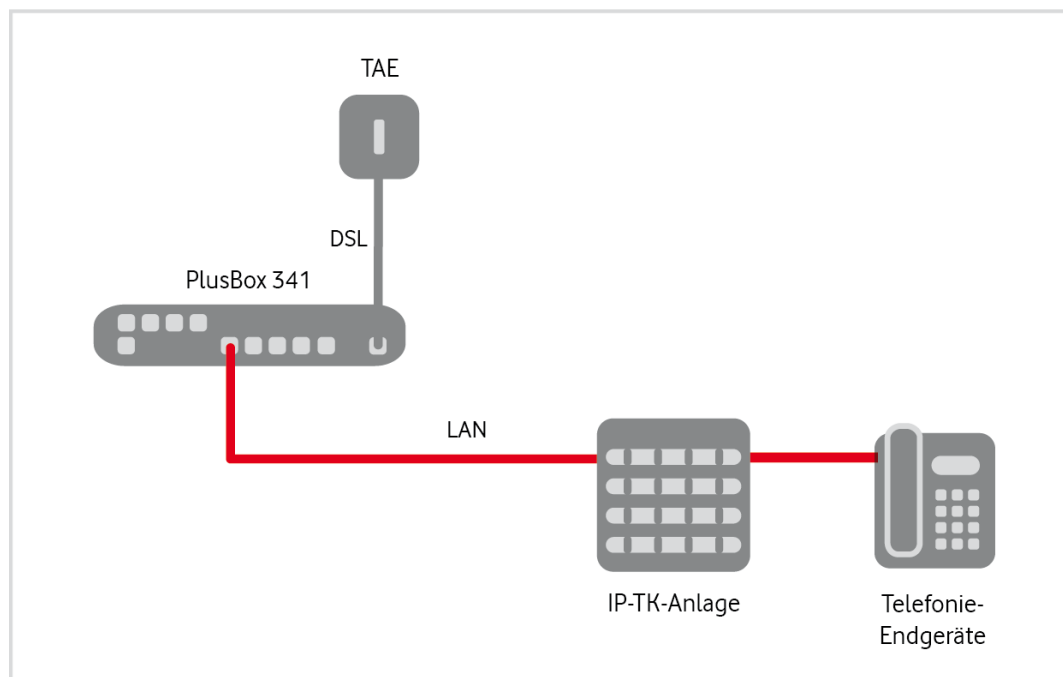 TAE
DSL
PlusBox 341
LAN
IP-TK-Anlage
Telefonie-
Endgeräte